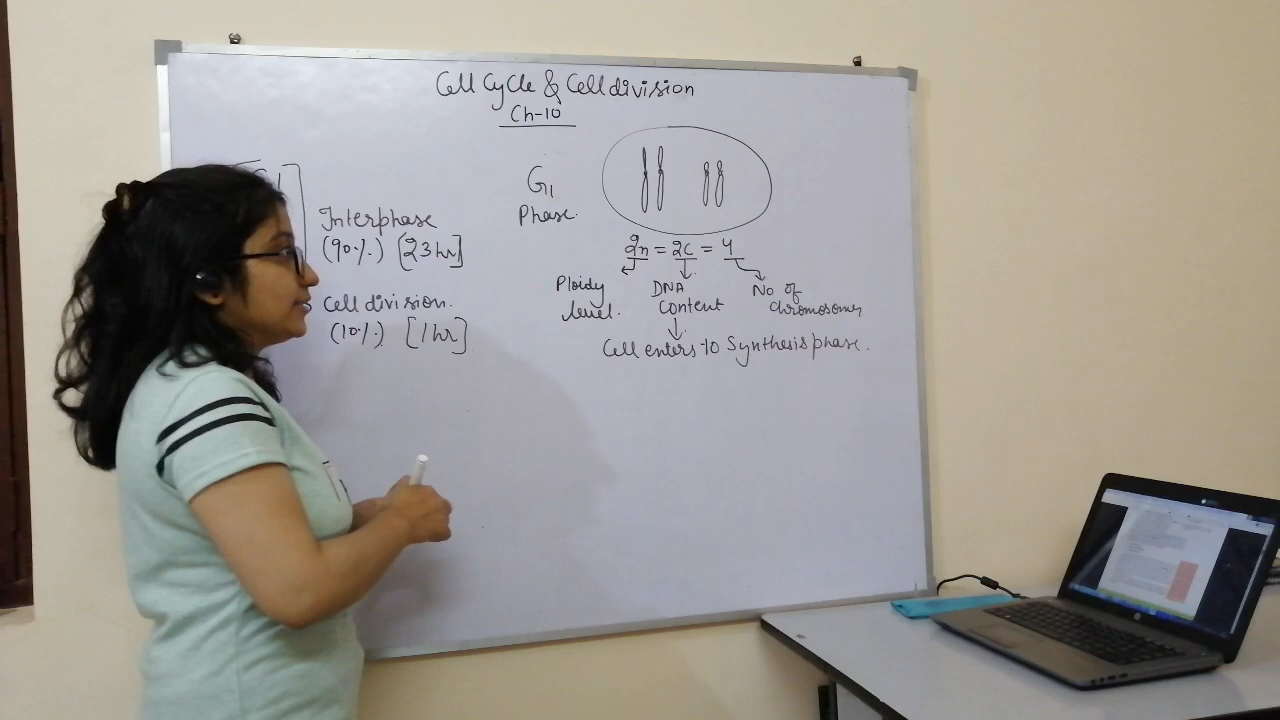 Cell Cycle & Cell division
Ch-10
G1
Phase.
Interphase
(90%) [23 hr]
Cell division.
(10%) [1 hr]
2n = 2C = 4
Ploidy level.
DNA Content
No of Chromosomes
Cell enters to Synthesis phase.